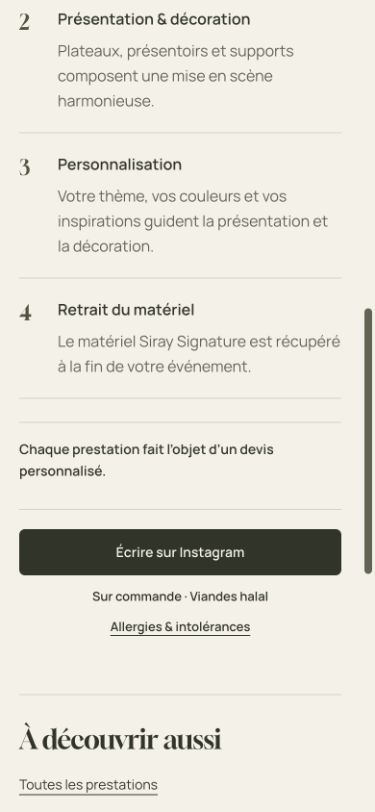 2 Présentation & décoration
Plateaux, présentoirs et supports
composent une mise en scène
harmonieuse.
3 Personnalisation
Votre thème, vos couleurs et vos
inspirations guident la présentation et
la décoration.
4 Retrait du matériel
Le matériel Siray Signature est récupéré
à la fin de votre événement.
Chaque prestation fait l'objet d'un devis
personnalisé.
Écrire sur Instagram
Sur commande · Viandes halal
Allergies & intolérances
À découvrir aussi
Toutes les prestations